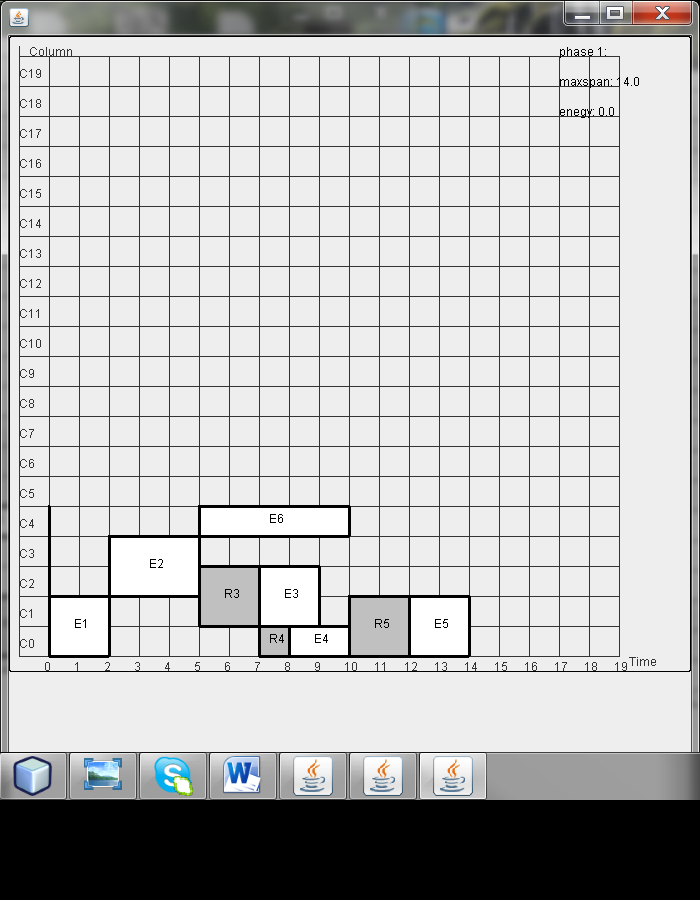 Column
phase 1:
C19
maxspan: 14.0
C18
enegy: 0.0
C17
C16
C15
C14
C13
C12
C11
C10
C9
C8
C7
C6
C5
C4 E6
C3 E2
C2 R3 E3
C1 E1 R5 E5
C0 R4 E4
0 1 2 3 4 5 6 7 8 9 10 11 12 13 14 15 16 17 18 19 Time
S W